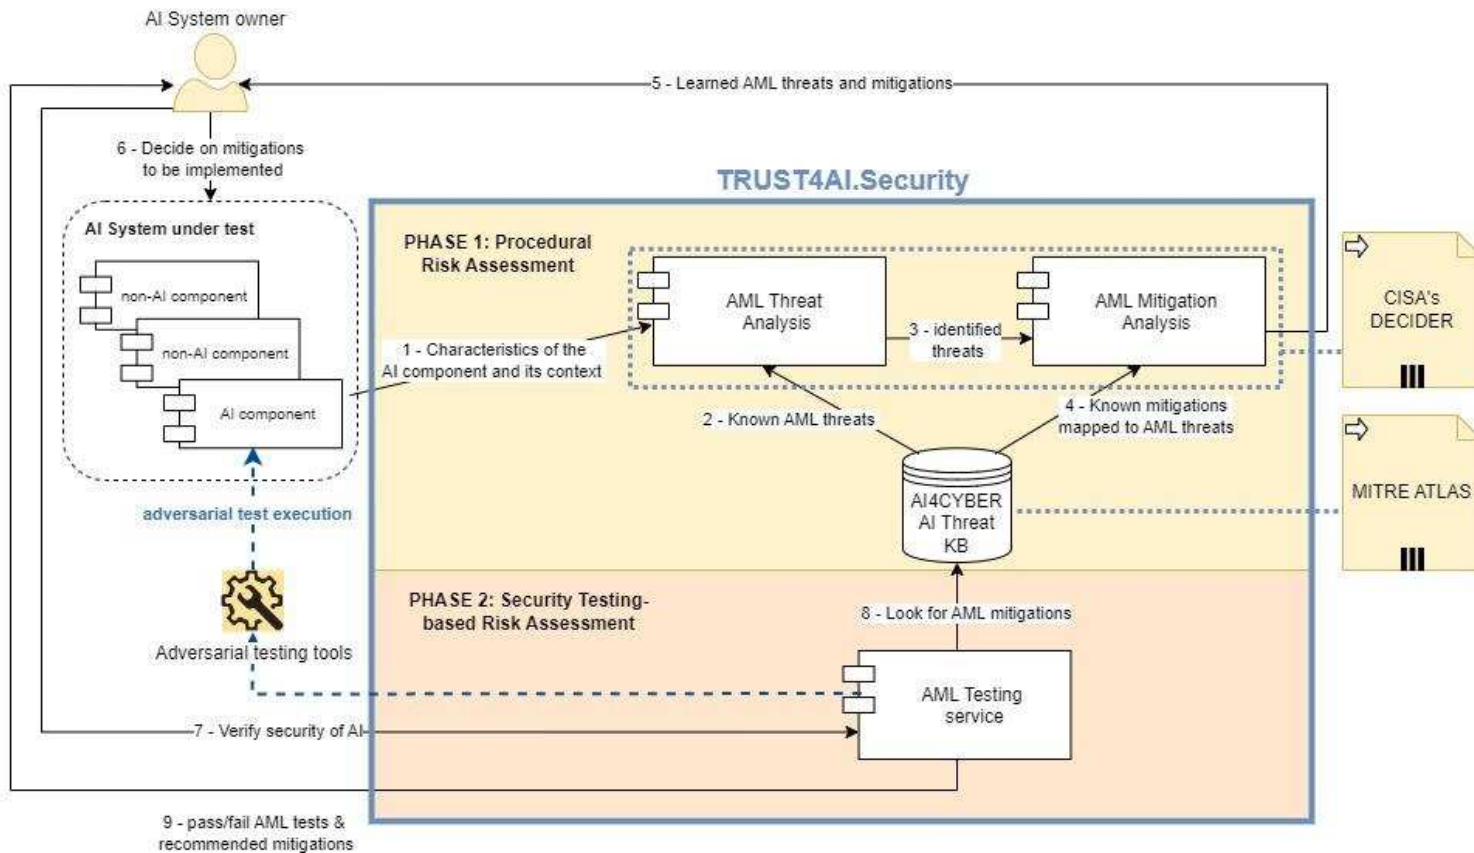 AI System owner
5 - Learned AML threats and mitigations
6 - Decide on mitigations
to be implemented
TRUST4AI.Security
AI System under test
non-AI component
non-AI component
AI component
PHASE 1: Procedural
Risk Assessment
AML Threat
Analysis
AML Mitigation
Analysis
3 - identified
threats
1 - Characteristics of the
AI component and its context
2 - Known AML threats
4 - Known mitigations
mapped to AML threats
CISA's
DECIDER
MITRE ATLAS
AI4CYBER
AI Threat
KB
adversarial test execution
Adversarial testing tools
PHASE 2: Security Testing-
based Risk Assessment
8 - Look for AML mitigations
AML Testing
service
7 - Verify security of AI
9 - pass/fail AML tests &
recommended mitigations